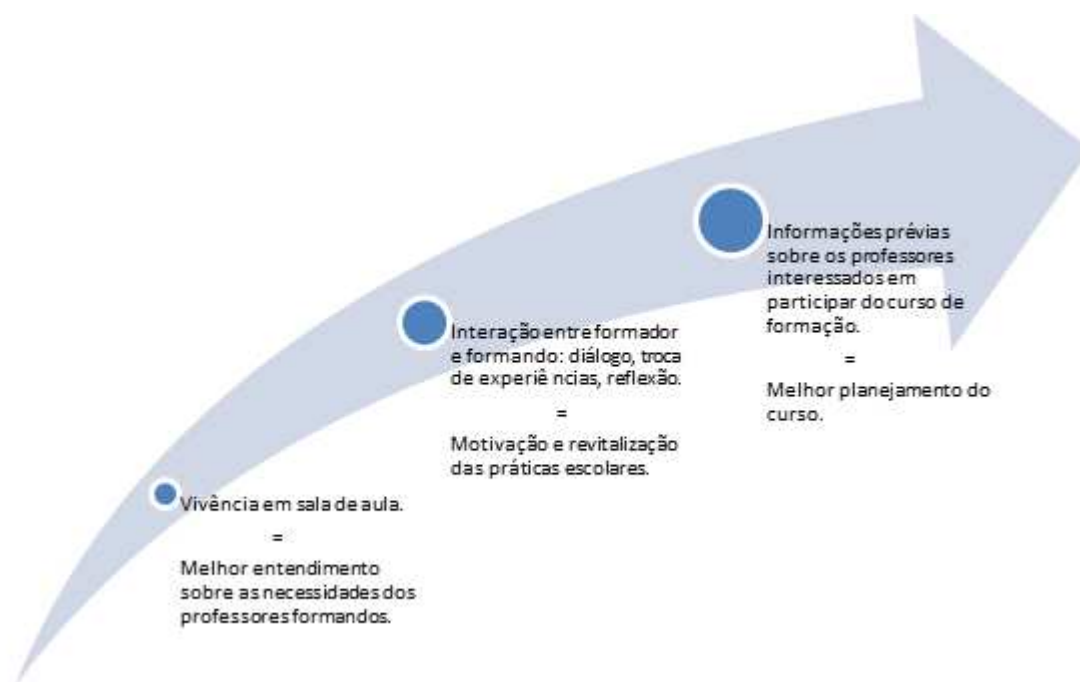 Informações prévias
sobre os professores
interessados em
participar do curso de
formação.
=
Melhor planejamento do
curso.
Interação entre formador
e formando: diálogo, troca
de experiências, reflexão.
=
Motivação e revitalização
das práticas escolares.
Vivência em sala de aula.
=
Melhor entendimento
sobre as necessidades dos
professores formandos.